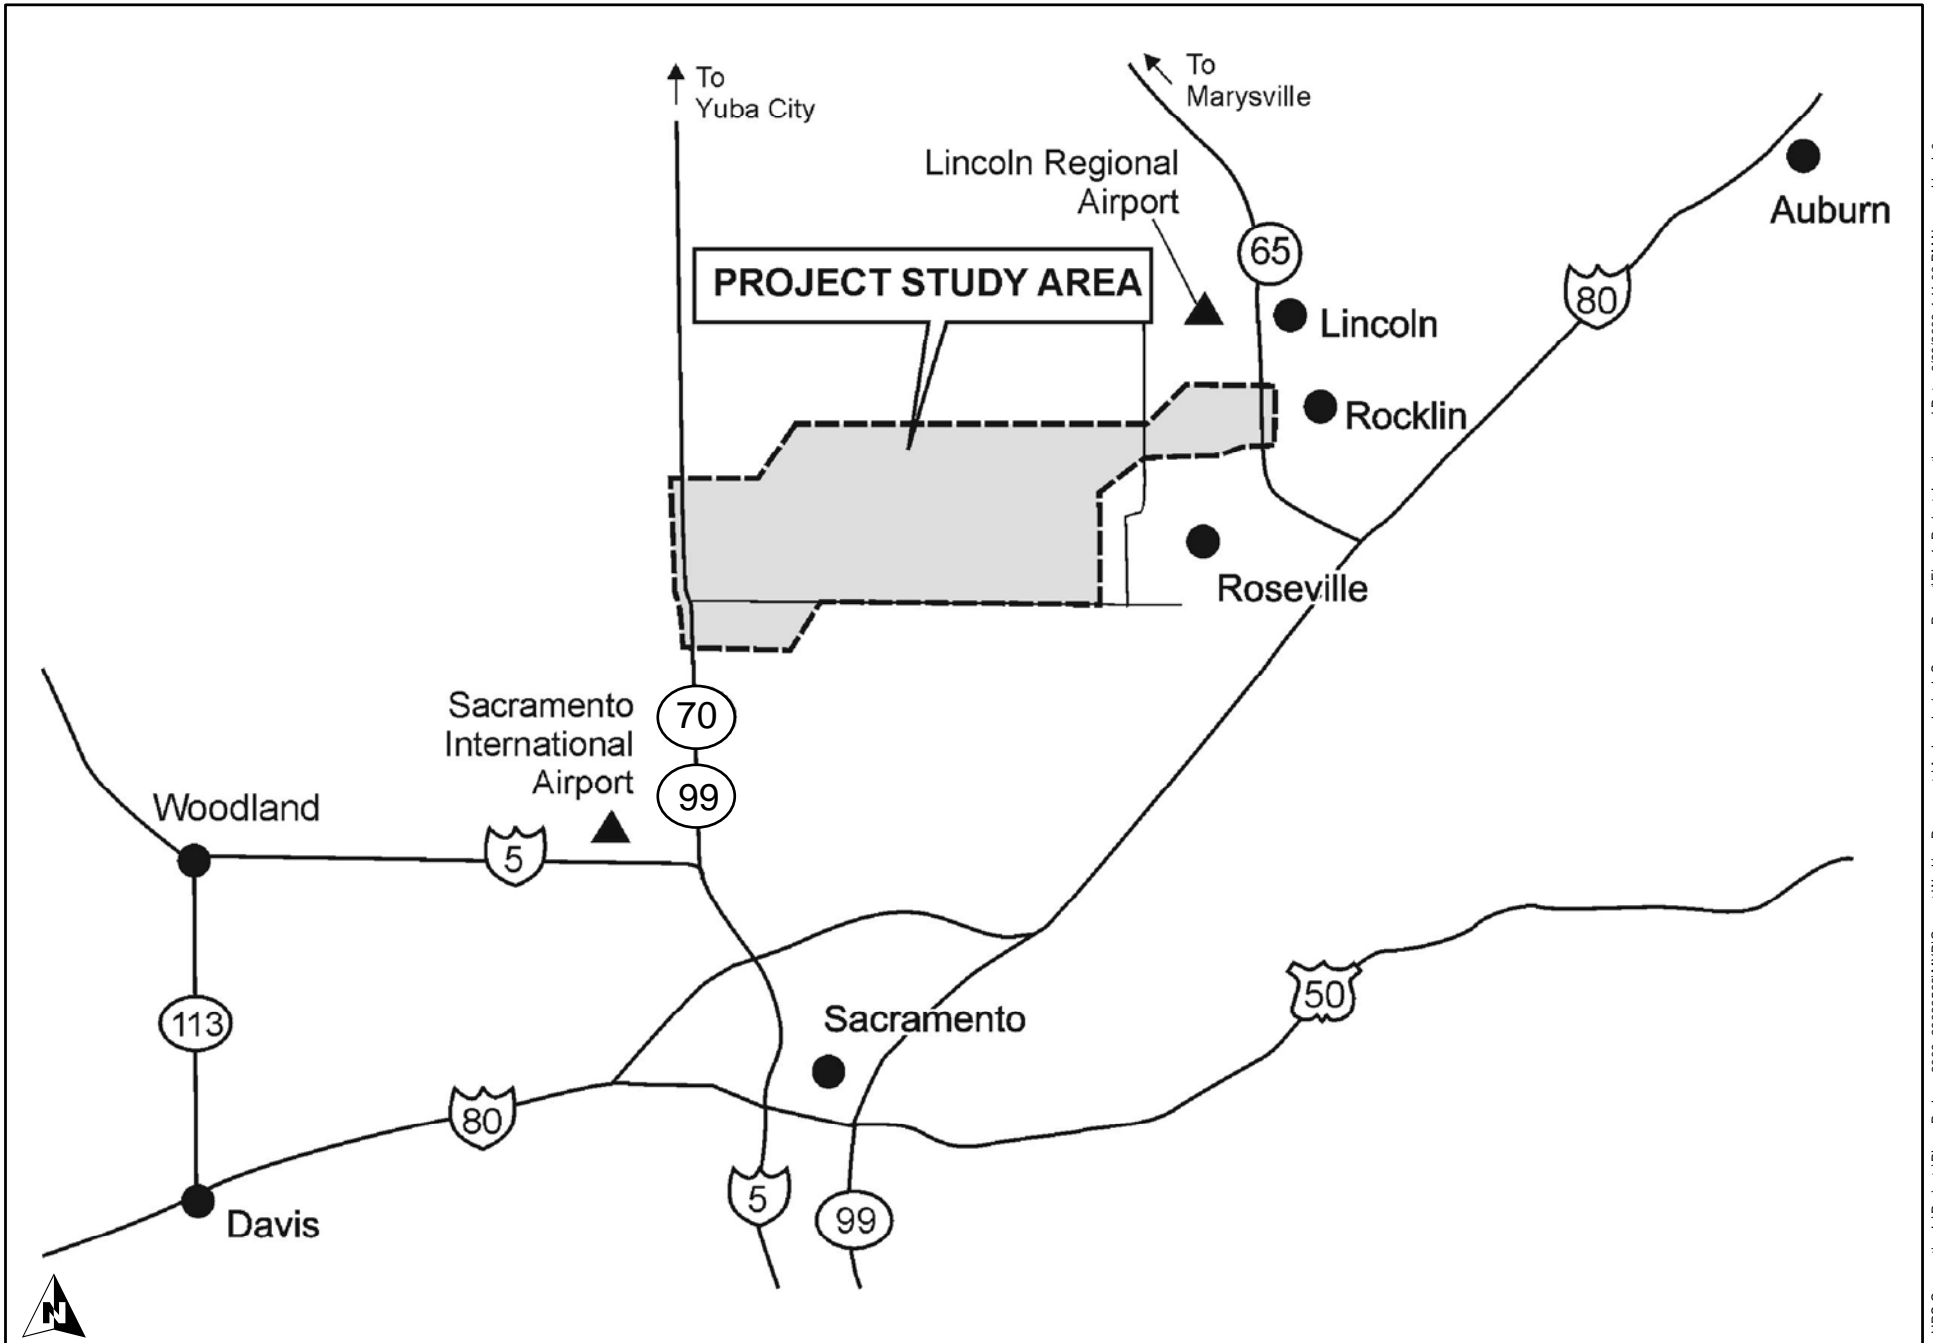 To
Yuba City
To
Marysville
Lincoln Regional
Airport
Auburn
65
PROJECT STUDY AREA
80
Lincoln
Rocklin
Roseville
Sacramento
International
Airport
70
99
Woodland
5
50
113
Sacramento
80
5
99
Davis
N